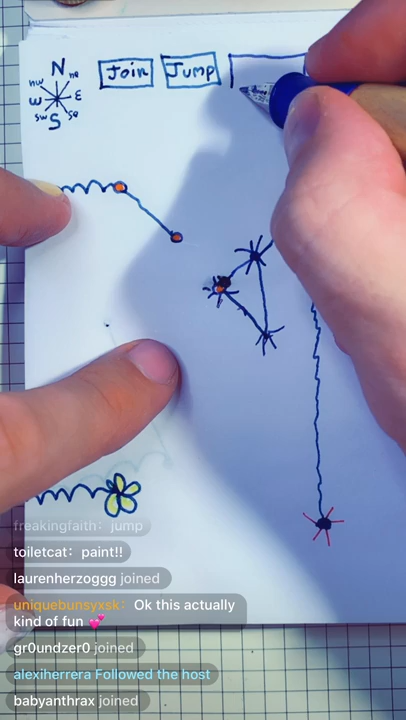 N
nw ne
W E
sw se
S
Join Jump
freakingfaith: jump
toiletcat: paint!!
laurenherzoggg joined
uniquebunsyxsk: Ok this actually
kind of fun 💕
gr0undzer0 joined
alexiherrera Followed the host
babyanthrax joined